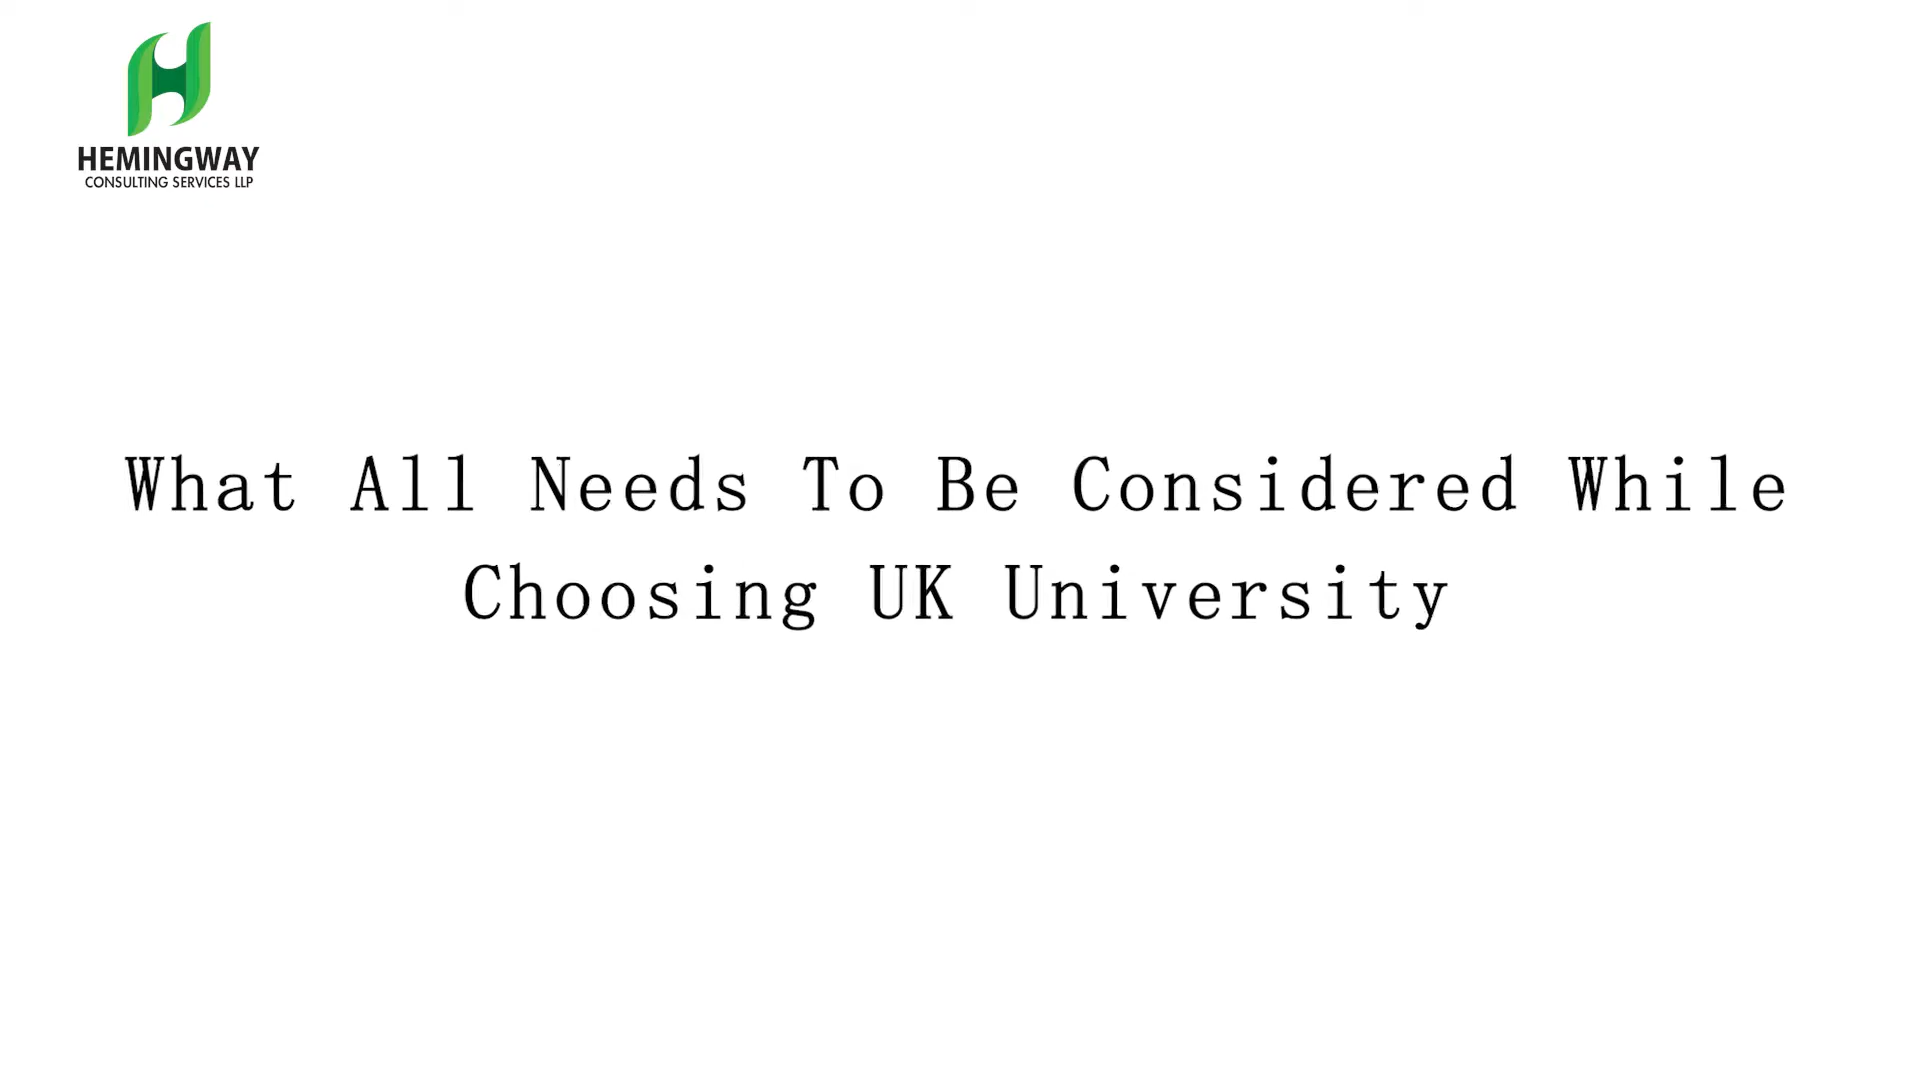 HEMINGWAY
CONSULTING SERVICES LLP
What All Needs To Be Considered While
Choosing UK University